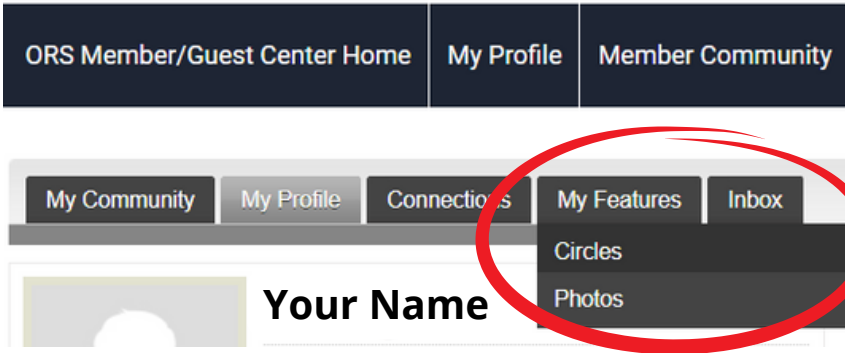 ORS Member/Guest Center Home My Profile Member Community
My Community My Profile Connections My Features Inbox
Circles
Photos
Your Name